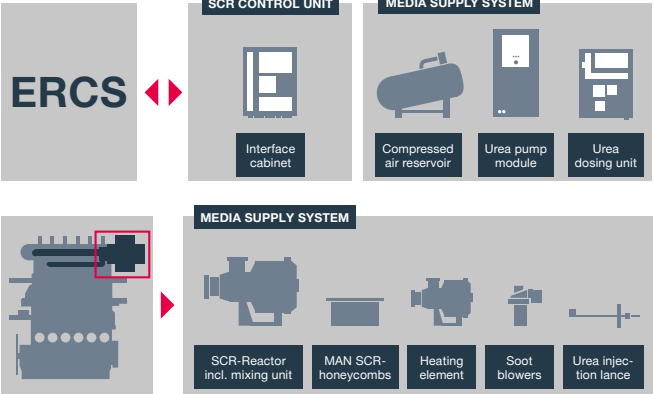 SCR CONTROL UNIT
MEDIA SUPPLY SYSTEM
ERCS
Interface
cabinet
Compressed
air reservoir
Urea pump
module
Urea
dosing unit
MEDIA SUPPLY SYSTEM
SCR-Reactor
incl. mixing unit
MAN SCR-
honeycombs
Heating
element
Soot
blowers
Urea injec-
tion lance